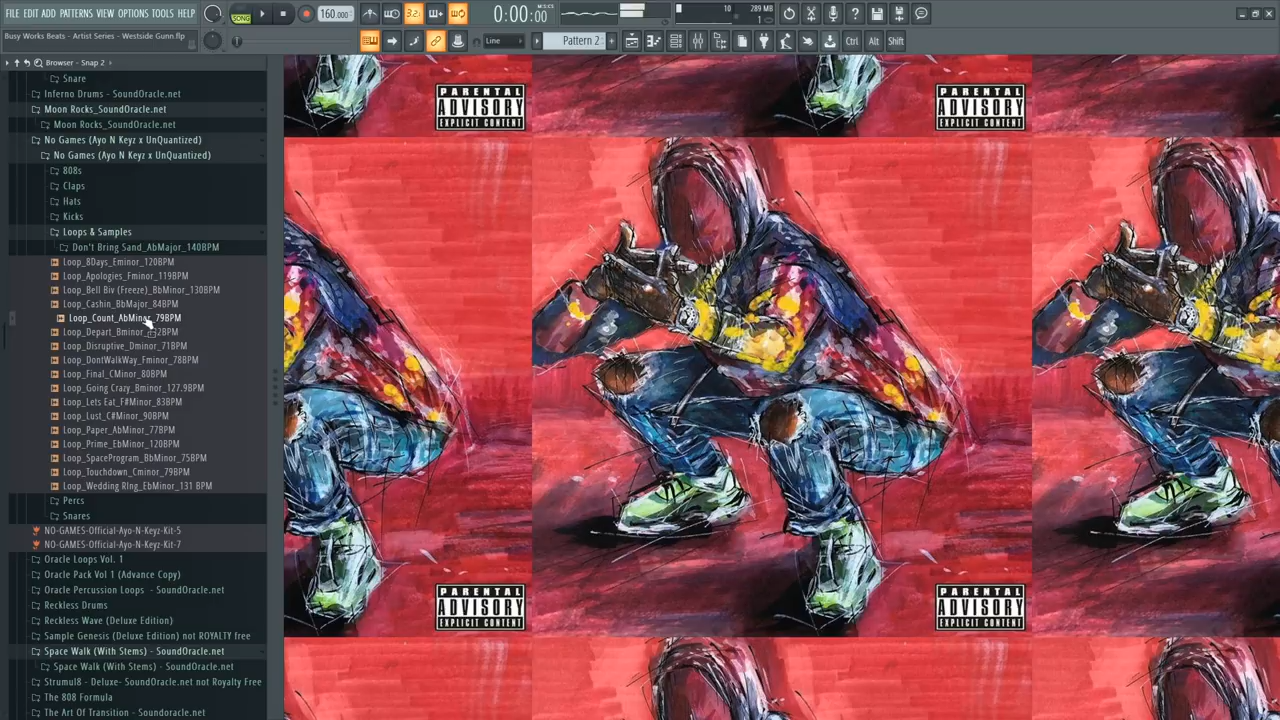 FILE EDIT ADD PATTERNS VIEW OPTIONS TOOLS HELP
SONG
160.000
3.2
0:00:00
M:S:CS
10
289 MB
1
Busy Works Beats - Artist Series - Westside Gunn.flp
Line
Pattern 2
Ctrl
Alt
Shift
Browser - Snap 2
Snare
Inferno Drums - SoundOracle.net
Moon Rocks_SoundOracle.net
Moon Rocks_SoundOracle.net
No Games (Ayo N Keyz x UnQuantized)
No Games (Ayo N Keyz x UnQuantized)
808s
Claps
Hats
Kicks
Loops & Samples
Don't Bring Sand_AbMajor_140BPM
Loop_8Days_Eminor_120BPM
Loop_Apologies_Fminor_119BPM
Loop_Bell Biv (Freeze)_BbMinor_130BPM
Loop_Cashin_BbMajor_84BPM
Loop_Count_AbMinor_79BPM
Loop_Depart_Bminor
Loop_Disruptive_Dminor_71BPM
Loop_DontWalkWay_Fminor_78BPM
Loop_Final_CMinor_80BPM
Loop_Going Crazy_Bminor_127.9BPM
Loop_Lets Eat_F#Minor_83BPM
Loop_Lust_C#Minor_90BPM
Loop_Paper_AbMinor_77BPM
Loop_Prime_EbMinor_120BPM
Loop_SpaceProgram_BbMinor_75BPM
Loop_Touchdown_Cminor_79BPM
Loop_Wedding RIng_EbMinor_131 BPM
Percs
Snares
NO-GAMES-Official-Ayo-N-Keyz-Kit-5
NO-GAMES-Official-Ayo-N-Keyz-Kit-7
Oracle Loops Vol. 1
Oracle Pack Vol 1 (Advance Copy)
Oracle Percussion Loops - SoundOracle.net
Reckless Drums
Reckless Wave (Deluxe Edition)
Sample Genesis (Deluxe Edition) not ROYALTY free
Space Walk (With Stems) - SoundOracle.net
Space Walk (With Stems) - SoundOracle.net
Strumul8 - Deluxe- SoundOracle.net not Royalty Free
The 808 Formula
The Art Of Transition - Soundoracle.net
PARENTAL
ADVISORY
EXPLICIT CONTENT
PARENTAL
ADVISORY
EXPLICIT CONTENT
PARENTAL
ADVISORY
EXPLICIT CONTENT
PARENTAL
ADVISORY
EXPLICIT CONTENT